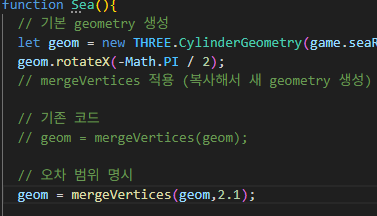 function Sea(){
// 기본 geometry 생성
let geom = new THREE.CylinderGeometry(game.seaR
geom.rotateX(-Math.PI / 2);
// mergeVertices 적용 (복사해서 새 geometry 생성)
// 기존 코드
// geom = mergeVertices(geom);
// 오차 범위 명시
geom = mergeVertices(geom,2.1);